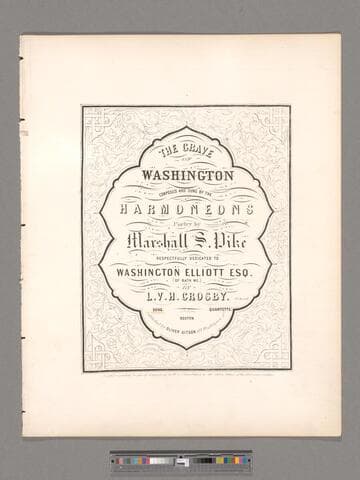 THE GRAVE
OF
WASHINGTON
COMPOSED AND SUNG BY THE
HARMONEONS
Poetry by
Marshall S. Pike
RESPECTFULLY DEDICATED TO
WASHINGTON ELLIOTT ESQ.
(OF BATH ME.)
BY
L.V.H. CROSBY.
SONG. QUARTETTE.
BOSTON
OLIVER DITSON